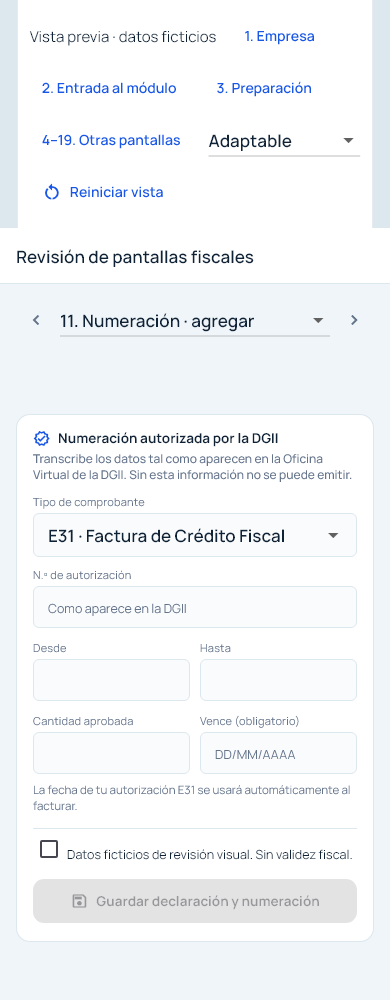 Vista previa · datos ficticios
1. Empresa
2. Entrada al módulo
3. Preparación
4–19. Otras pantallas
Adaptable
Reiniciar vista
Revisión de pantallas fiscales
11. Numeración · agregar
Numeración autorizada por la DGII
Transcribe los datos tal como aparecen en la Oficina
Virtual de la DGII. Sin esta información no se puede emitir.
Tipo de comprobante
E31 · Factura de Crédito Fiscal
N.º de autorización
Como aparece en la DGII
Desde
Hasta
Cantidad aprobada
Vence (obligatorio)
DD/MM/AAAA
La fecha de tu autorización E31 se usará automáticamente al
facturar.
Datos ficticios de revisión visual. Sin validez fiscal.
Guardar declaración y numeración